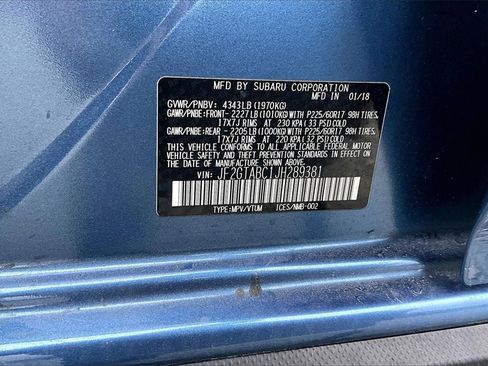 MFD BY SUBARU CORPORATION
MFD IN 01/18
GVWR/PNBV: 4343LB(1970KG)
GAWR/PNBE:FRONT- 2227LB(1010KG)WITH P225/60R17 98H TIRES,
17X7J RIMS AT 230 KPA(33 PSI)COLD
GAWR/PNBE:REAR - 2205LB(1000KG)WITH P225/60R17 98H TIRES,
17X7J RIMS AT 220 KPA(32 PSI)COLD
THIS VEHICLE CONFORMS TO ALL APPLICABLE
FEDERAL MOTOR VEHICLE SAFETY, BUMPER, AND
THEFT PREVENTION STANDARDS IN EFFECT ON THE
DATE OF MANUFACTURE SHOWN ABOVE.
VIN: JF2GTABC1JH289381
TYPE:MPV/VTUM ICES/NMB-002